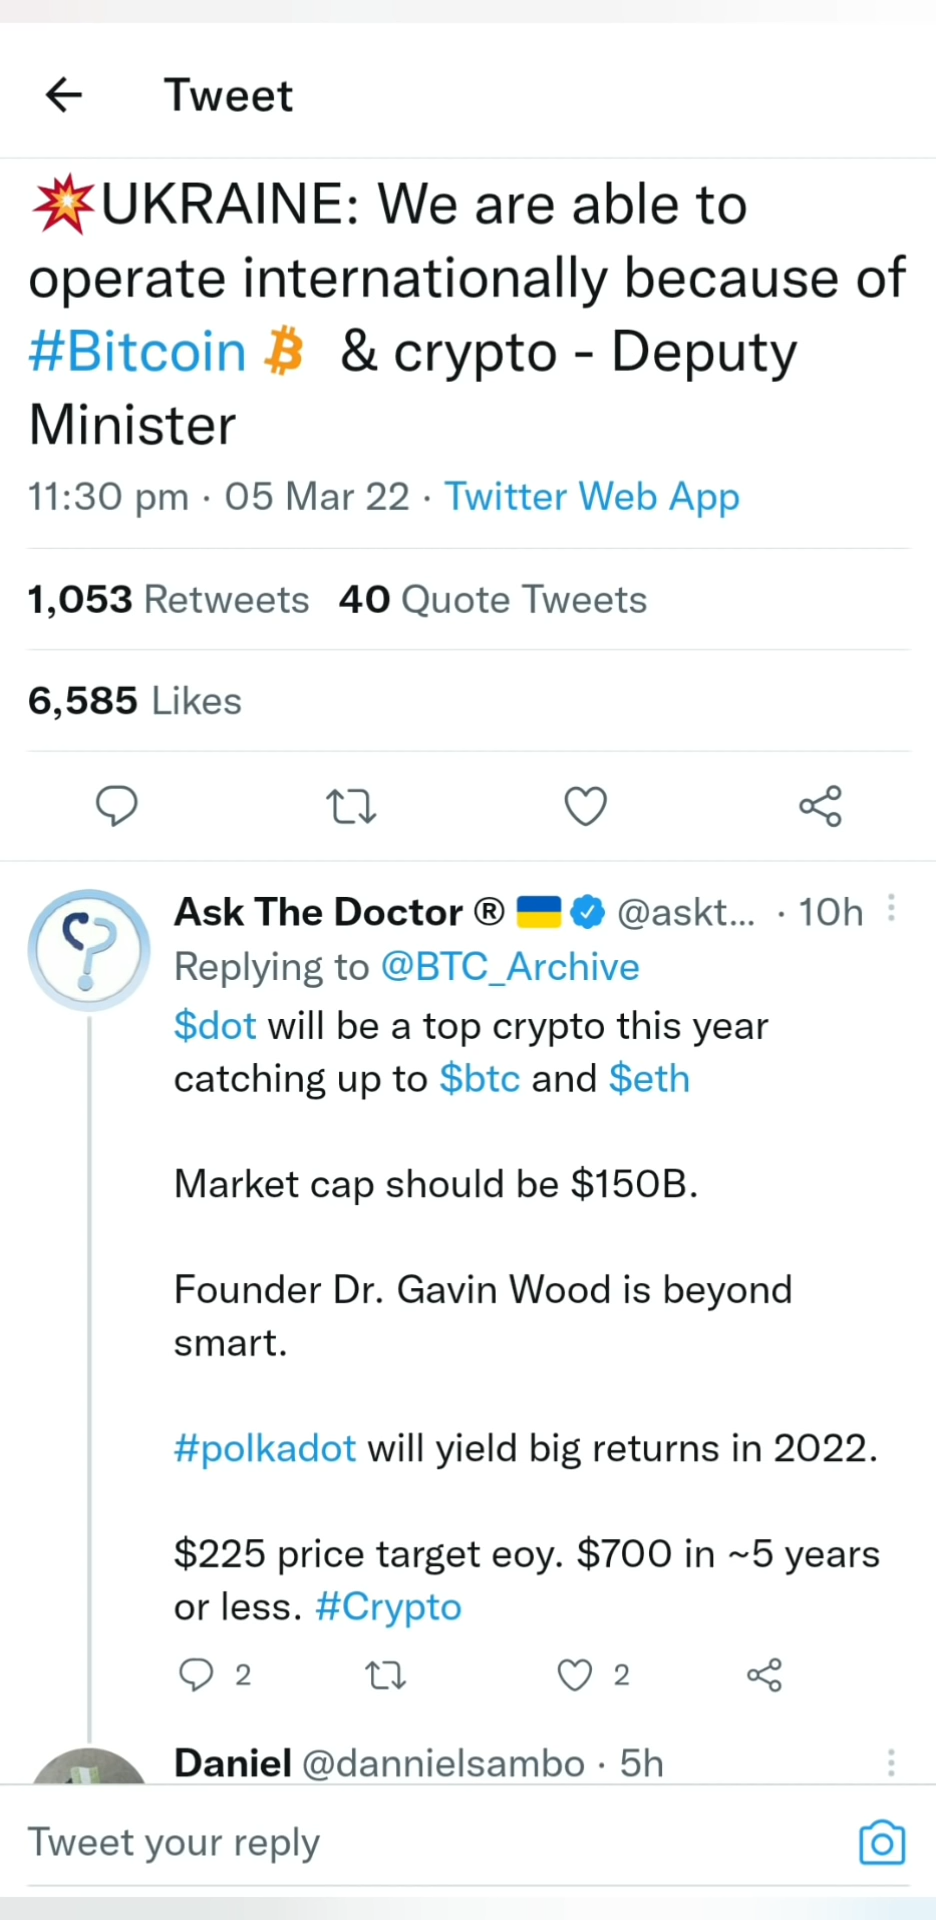 Tweet
💥UKRAINE: We are able to
operate internationally because of
#Bitcoin ₿ & crypto - Deputy
Minister
11:30 pm · 05 Mar 22 · Twitter Web App
1,053 Retweets 40 Quote Tweets
6,585 Likes
Ask The Doctor ® 🇺🇦 @askt... · 10h
Replying to @BTC_Archive
$dot will be a top crypto this year
catching up to $btc and $eth
Market cap should be $150B.
Founder Dr. Gavin Wood is beyond
smart.
#polkadot will yield big returns in 2022.
$225 price target eoy. $700 in ~5 years
or less. #Crypto
2 2
Daniel @dannielsambo · 5h
Tweet your reply